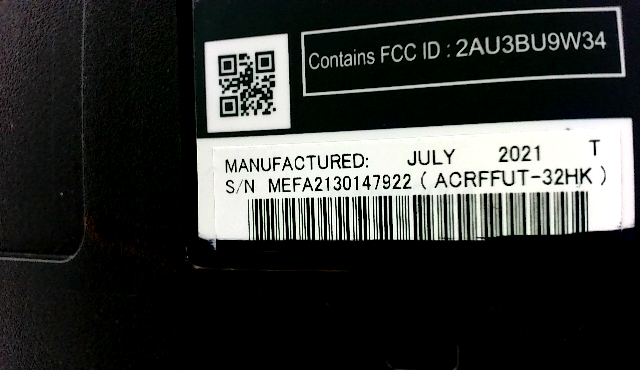 Contains FCC ID : 2AU3BU9W34
MANUFACTURED: JULY 2021 T
S/N MEFA2130147922 ( ACRFFUT-32HK )